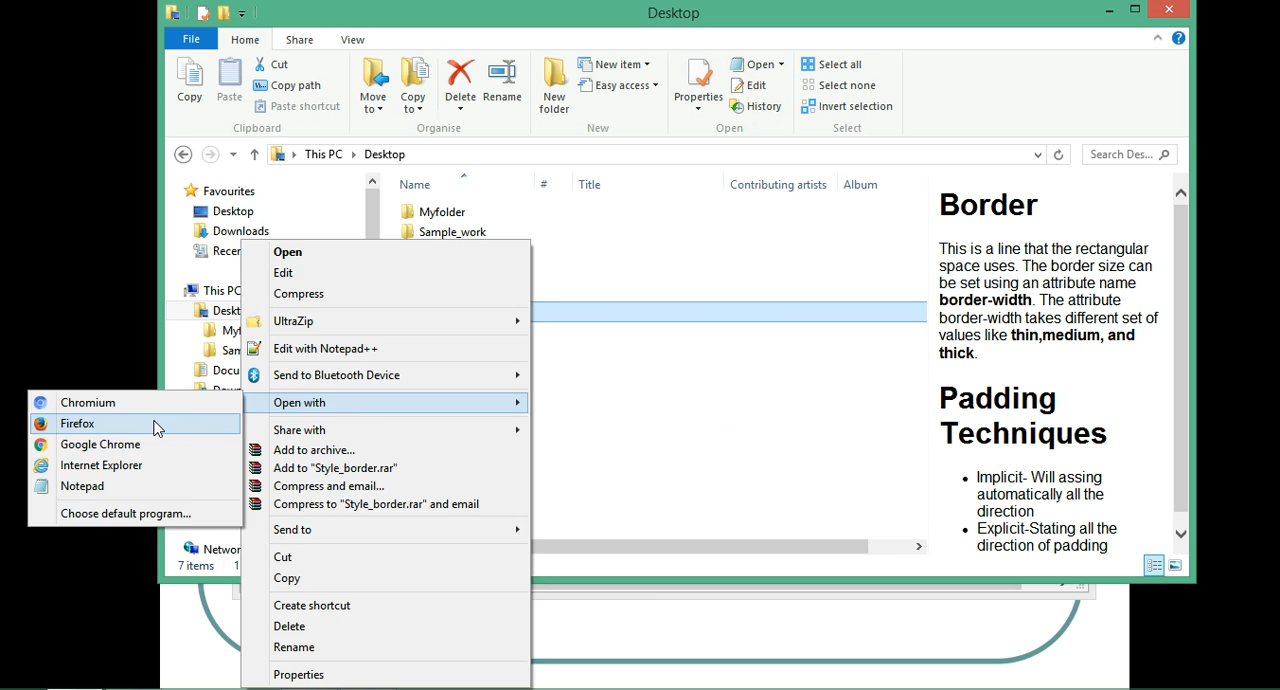 Desktop
File Home Share View
Copy
Paste
Cut
Copy path
Paste shortcut
Clipboard
Move to
Copy to
Delete
Rename
Organise
New folder
New item
Easy access
New
Properties
Open
Edit
History
Open
Select all
Select none
Invert selection
Select
This PC Desktop
Search Des...
Favourites
Desktop
Downloads
This PC
Name # Title Contributing artists Album
Myfolder
Sample_work
Open
Edit
Compress
UltraZip
Edit with Notepad++
Send to Bluetooth Device
Open with
Share with
Add to archive...
Add to "Style_border.rar"
Compress and email...
Compress to "Style_border.rar" and email
Send to
Cut
Copy
Create shortcut
Delete
Rename
Properties
Chromium
Firefox
Google Chrome
Internet Explorer
Notepad
Choose default program...
7 items
Border
This is a line that the rectangular
space uses. The border size can
be set using an attribute name
border-width. The attribute
border-width takes different set of
values like thin,medium, and
thick.
Padding
Techniques
• Implicit- Will assing
automatically all the
direction
• Explicit-Stating all the
direction of padding